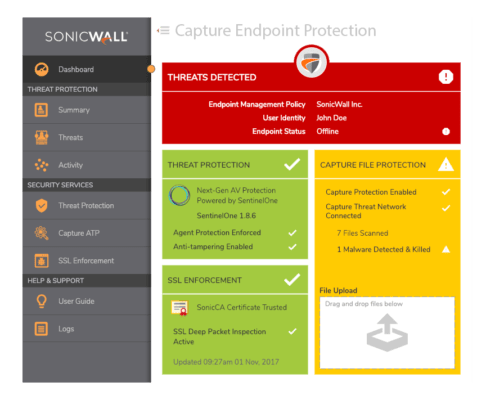 SONICWALL
Capture Endpoint Protection
Dashboard
THREAT PROTECTION
Summary
Threats
Activity
SECURITY SERVICES
Threat Protection
Capture ATP
SSL Enforcement
HELP & SUPPORT
User Guide
Logs
THREATS DETECTED
Endpoint Management Policy SonicWall Inc.
User Identity John Doe
Endpoint Status Offline
THREAT PROTECTION
Next-Gen AV Protection
Powered by SentinelOne
SentinelOne 1.8.6
Agent Protection Enforced
Anti-tampering Enabled
SSL ENFORCEMENT
SonicCA Certificate Trusted
SSL Deep Packet Inspection
Active
Updated 09:27am 01 Nov. 2017
CAPTURE FILE PROTECTION
Capture Protection Enabled
Capture Threat Network
Connected
7 Files Scanned
1 Malware Detected & Killed
File Upload
Drag and drop files below